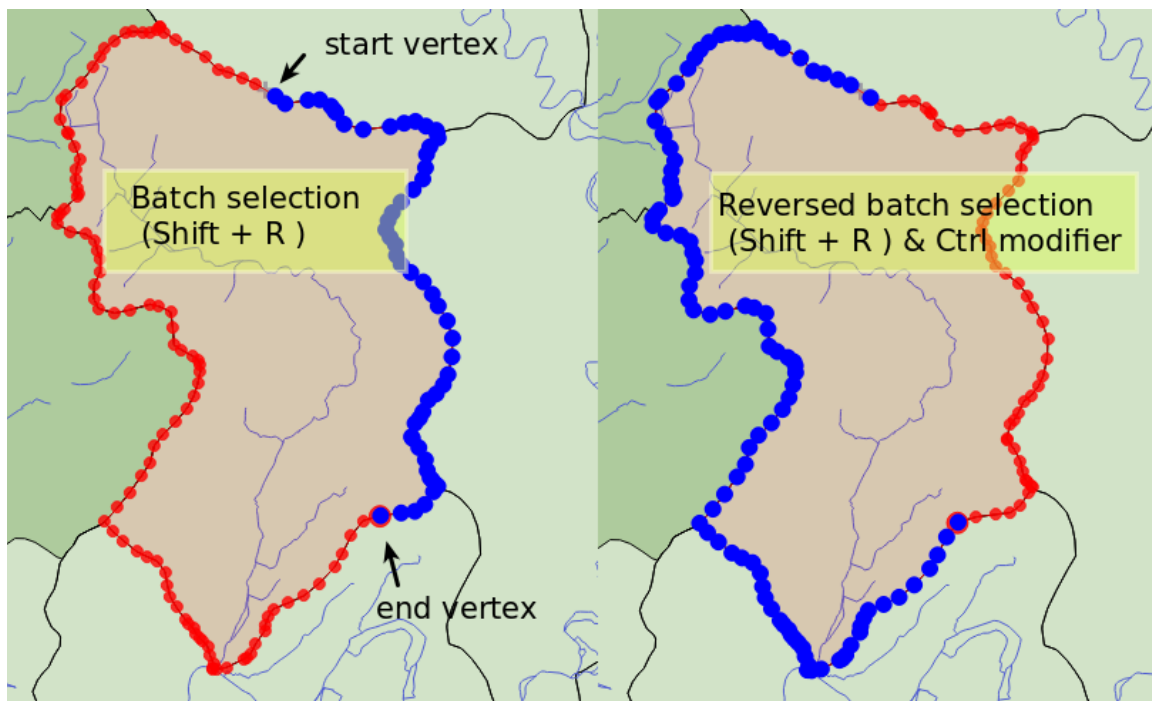 start vertex
Batch selection
(Shift + R )
end vertex
Reversed batch selection
(Shift + R ) & Ctrl modifier